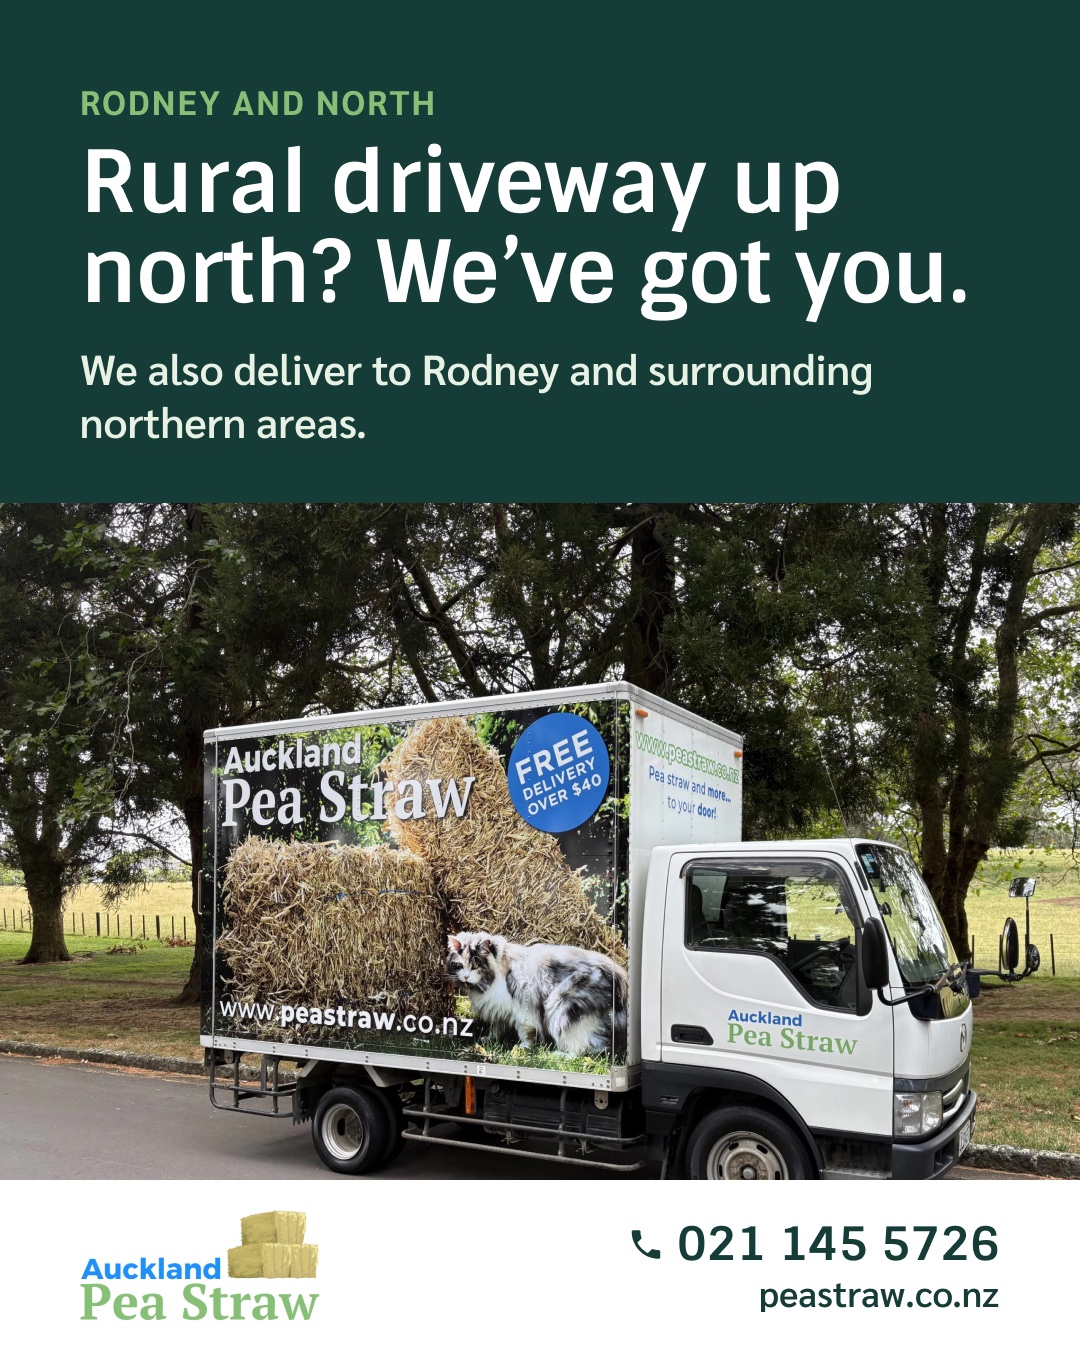 RODNEY AND NORTH
Rural driveway up
north? We’ve got you.
We also deliver to Rodney and surrounding
northern areas.
Auckland
Pea Straw
FREE
DELIVERY
OVER $40
www.peastraw.co.nz
Pea straw and more...
to your door!
www.peastraw.co.nz
Auckland
Pea Straw
Auckland
Pea Straw
021 145 5726
peastraw.co.nz